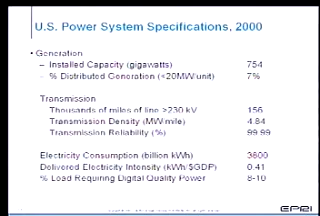 U.S. Power System Specifications, 2000
• Generation
– Installed Capacity (gigawatts) 754
- % Distributed Generation (<20MW/unit) 7%
Transmission
Thousands of miles of line >230 kV 156
Transmission Density (MW/mile) 4.84
Transmission Reliability (%) 99.99
Electricity Consumption (billion kWh) 3600
Delivered Electricity Intensity (kWh/$GDP) 0.41
% Load Requiring Digital Quality Power 8-10
EPRI